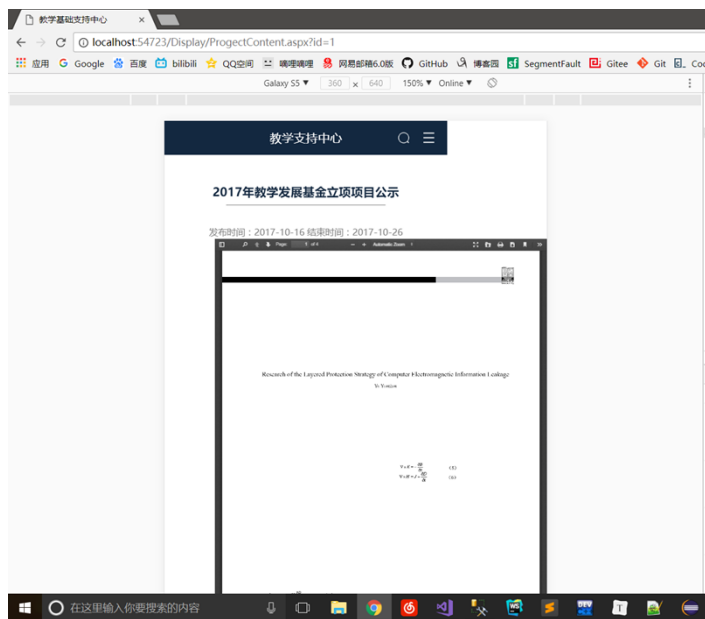 教学基础支持中心
localhost:54723/Display/ProgectContent.aspx?id=1
应用 Google 百度 bilibili QQ空间 嘀哩嘀哩 网易邮箱6.0版 GitHub 博客园 SegmentFault Gitee Git
Galaxy S5 ▼ 360 x 640 150% ▼ Online ▼
教学支持中心
2017年教学发展基金立项项目公示
发布时间：2017-10-16 结束时间：2017-10-26
Page: 1 of 4 Automatic Zoom
Research of the Layered Protection Strategy of Computer Electromagnetic Information Leakage
在这里输入你要搜索的内容